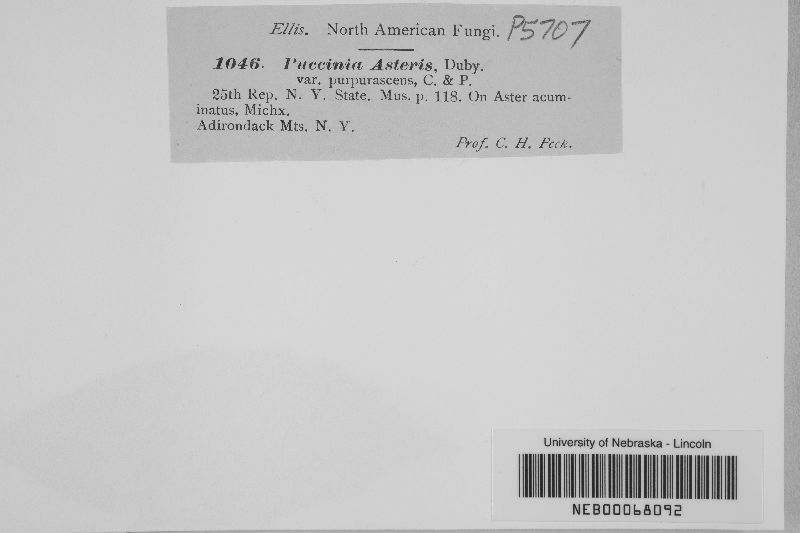 Ellis. North American Fungi. P5707
1046. Puccinia Asteris, Duby.
var. purpurascens, C. & P.
25th Rep. N. Y. State. Mus. p. 118. On Aster acum-
inatus, Michx.
Adirondack Mts. N. Y.
Prof. C. H. Peck.
University of Nebraska - Lincoln
NEB00068092